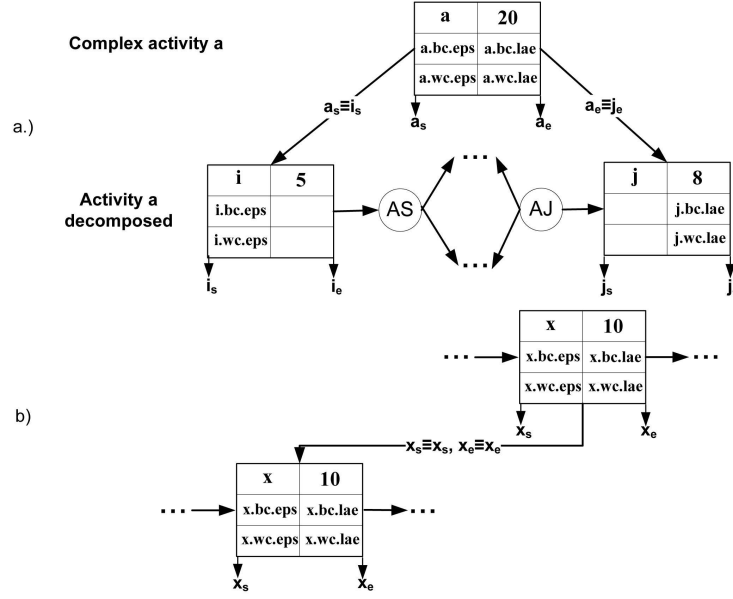 a 20
Complex activity a
a.bc.eps a.bc.lae
a.wc.eps a.wc.lae
aₛ≡iₛ
aₑ≡jₑ
aₛ aₑ
a.)
i 5
j 8
Activity a
decomposed
i.bc.eps
AS
AJ
j.bc.lae
i.wc.eps
j.wc.lae
iₛ iₑ
jₛ j
x 10
x.bc.eps x.bc.lae
x.wc.eps x.wc.lae
b)
xₛ xₑ
xₛ≡xₛ, xₑ≡xₑ
x 10
x.bc.eps x.bc.lae
x.wc.eps x.wc.lae
xₛ xₑ